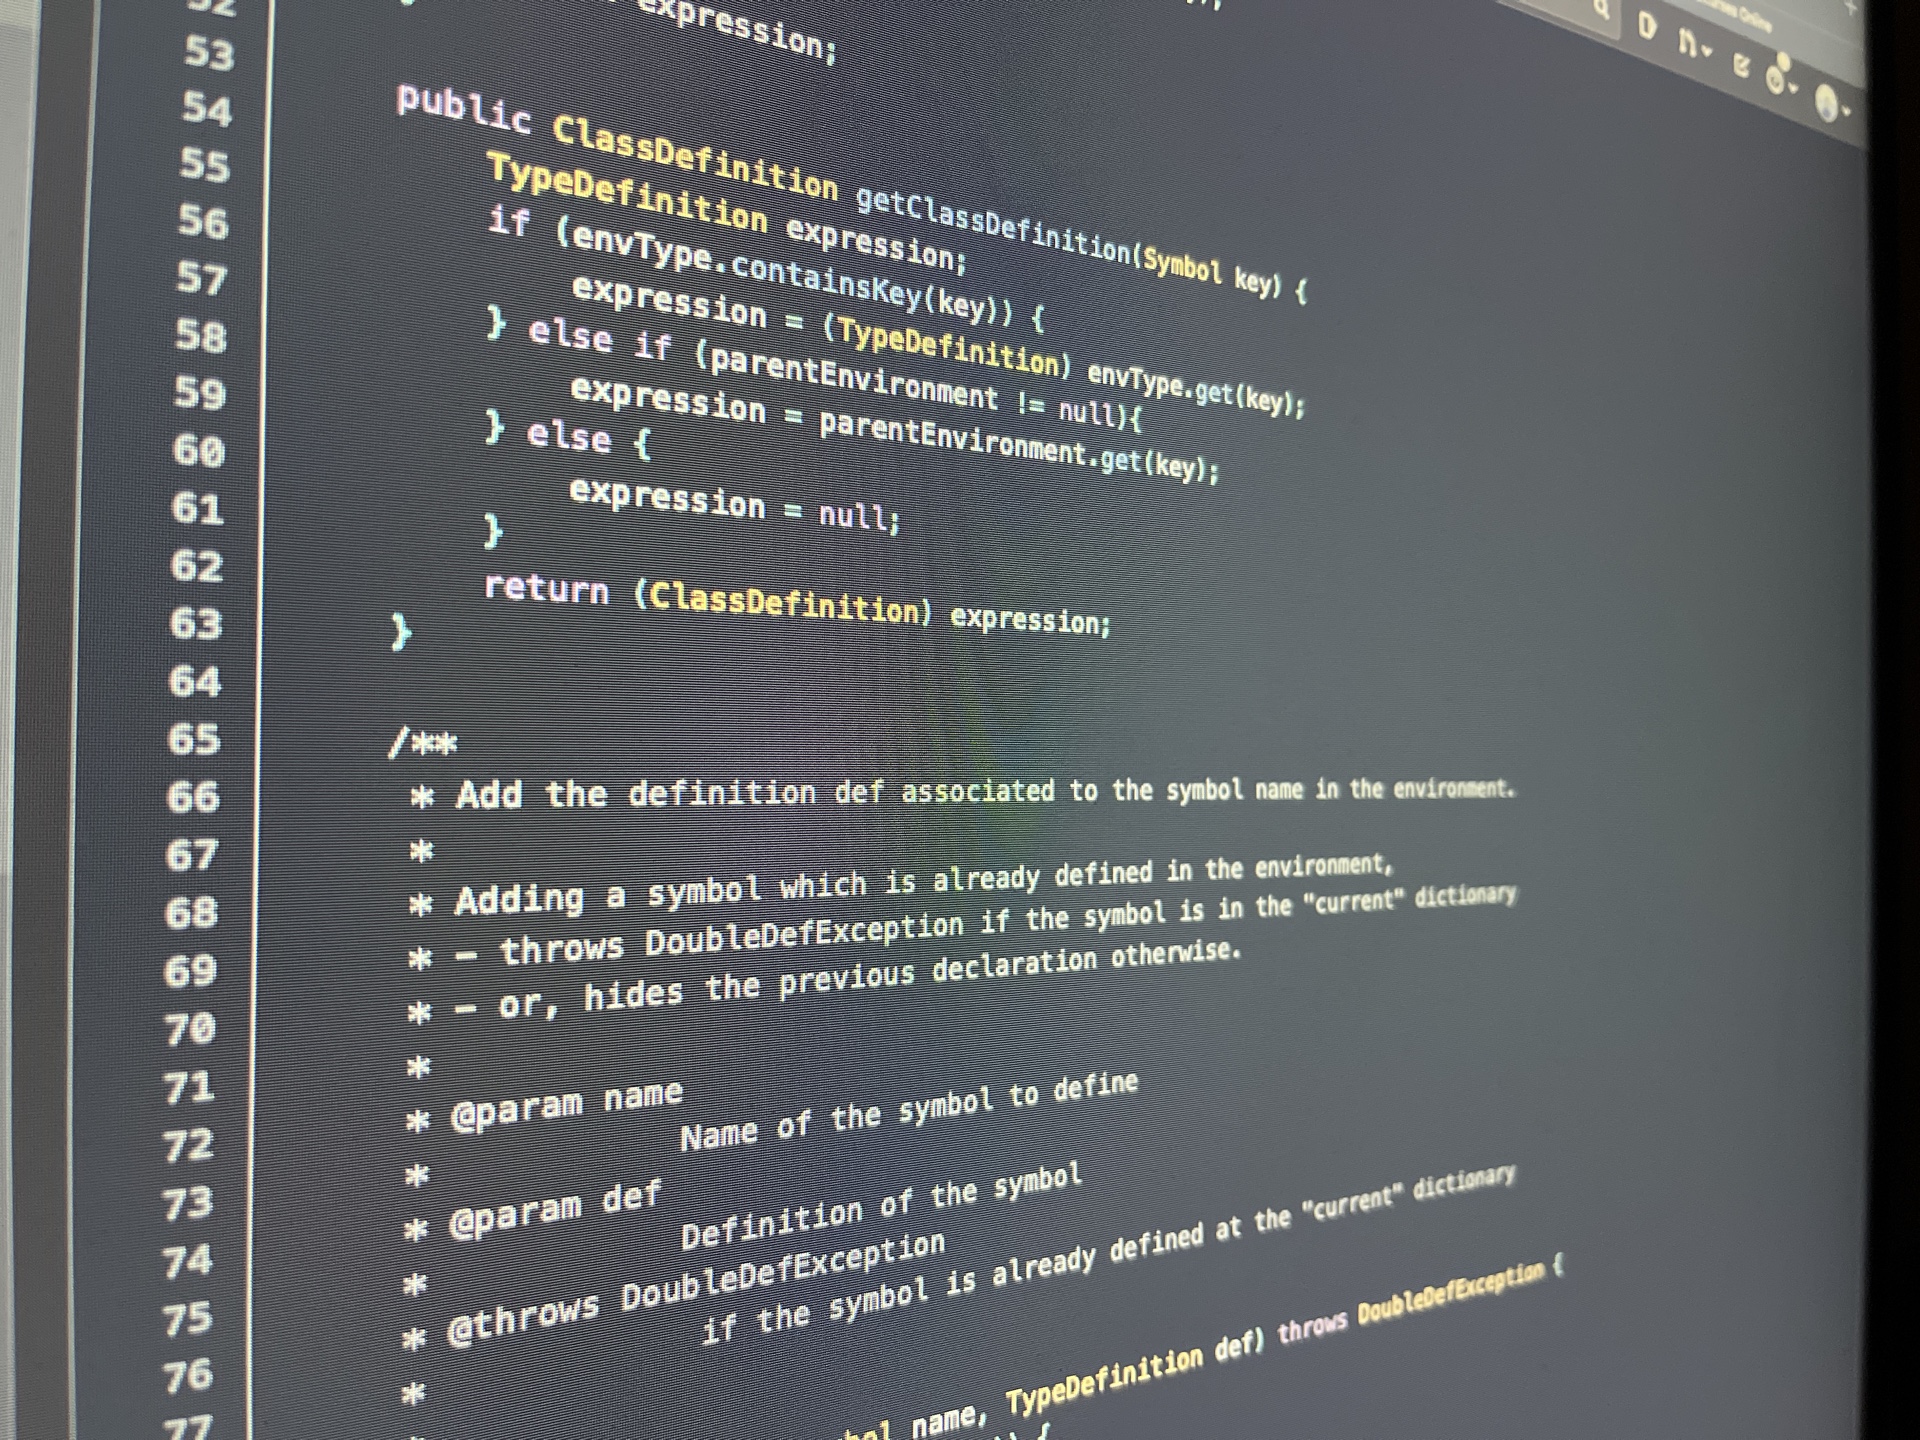 52
expression;
53
54 public ClassDefinition getClassDefinition(Symbol key) {
55 TypeDefinition expression;
56 if (envType.containsKey(key)) {
57 expression = (TypeDefinition) envType.get(key);
58 } else if (parentEnvironment != null){
59 expression = parentEnvironment.get(key);
60 } else {
61 expression = null;
62 }
63 return (ClassDefinition) expression;
64 }
65
66 /**
67 * Add the definition def associated to the symbol name in the environment.
68 *
69 * Adding a symbol which is already defined in the environment,
70 * - throws DoubleDefException if the symbol is in the "current" dictionary
71 * - or, hides the previous declaration otherwise.
72 *
73 * @param name
74 * Name of the symbol to define
75 * @param def
76 * Definition of the symbol
77 * @throws DoubleDefException
* if the symbol is already defined at the "current" dictionary
name, TypeDefinition def) throws DoubleDefException {
{
Online